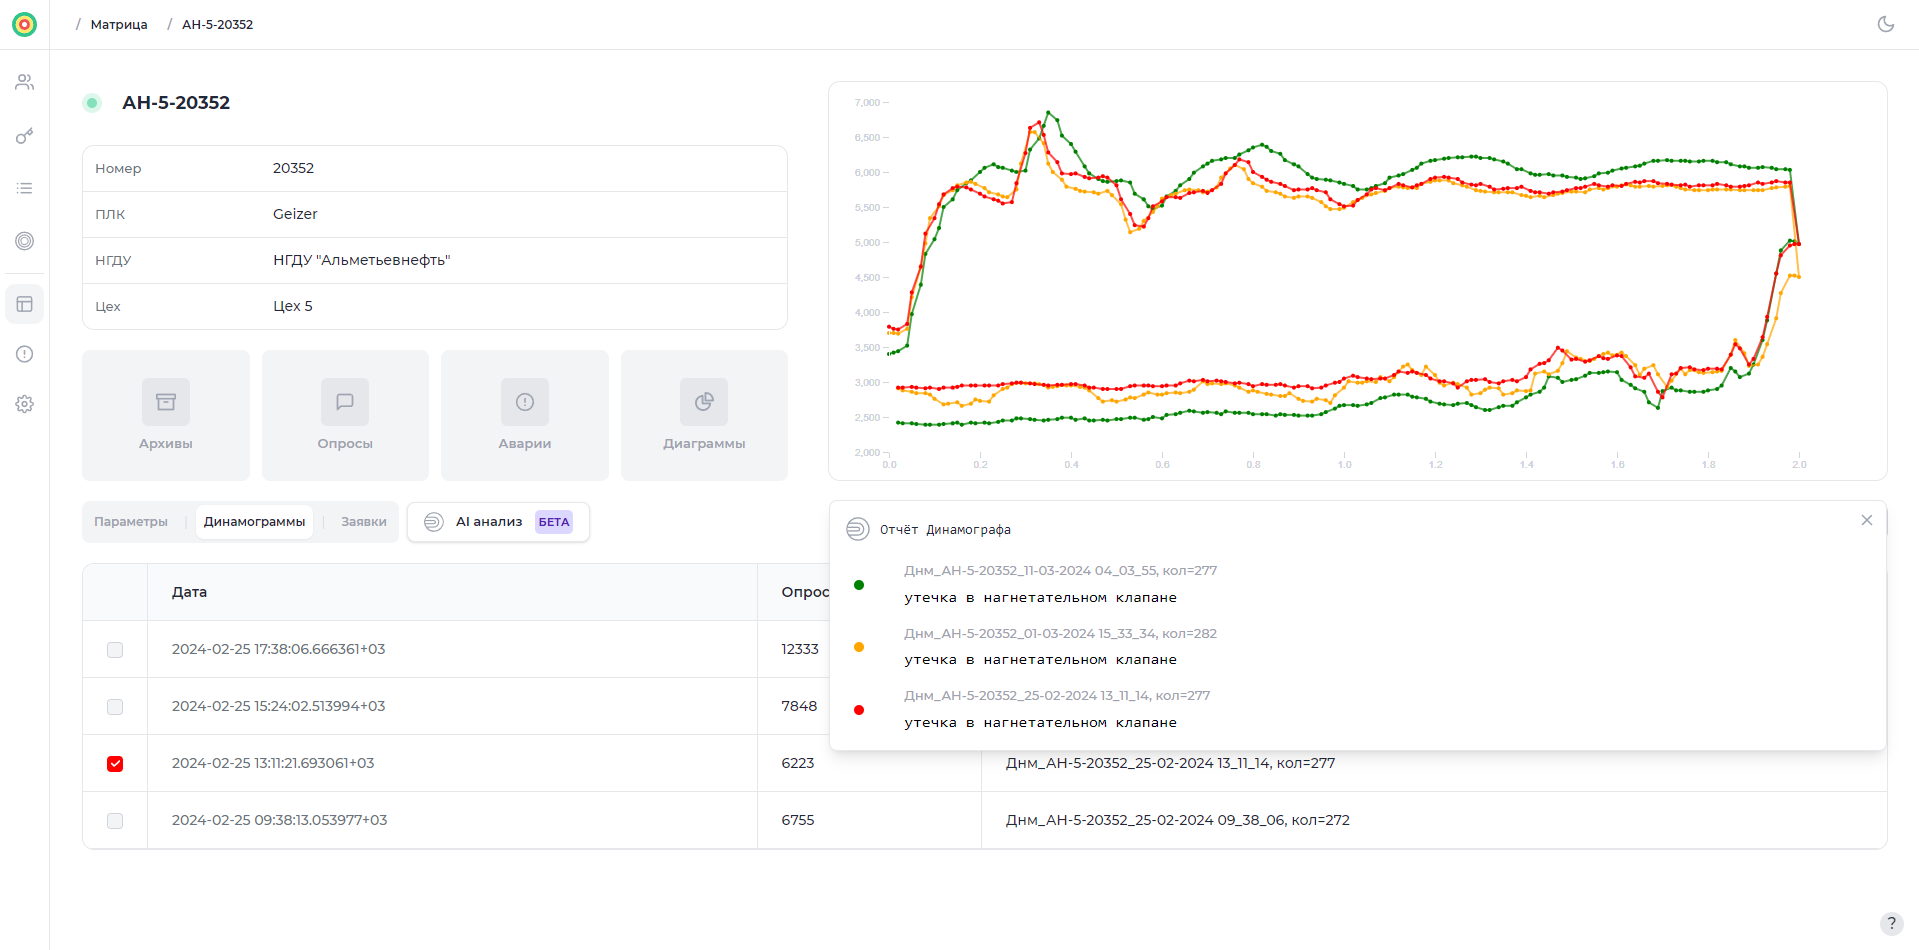 / Матрица / АН-5-20352
АН-5-20352
Номер 20352
ПЛК Geizer
НГДУ НГДУ "Альметьевнефть"
Цех Цех 5
Архивы Опросы Аварии Диаграммы
7,000
6,500
6,000
5,500
5,000
4,500
4,000
3,500
3,000
2,500
2,000
0.0 0.2 0.4 0.6 0.8 1.0 1.2 1.4 1.6 1.8 2.0
Параметры Динамограммы Заявки AI анализ БЕТА
Отчёт Динамографа
Днм_АН-5-20352_11-03-2024 04_03_55, кол=277
утечка в нагнетательном клапане
Днм_АН-5-20352_01-03-2024 15_33_34, кол=282
утечка в нагнетательном клапане
Днм_АН-5-20352_25-02-2024 13_11_14, кол=277
утечка в нагнетательном клапане
Дата Опрос
2024-02-25 17:38:06.666361+03 12333
2024-02-25 15:24:02.513994+03 7848
2024-02-25 13:11:21.693061+03 6223 Днм_АН-5-20352_25-02-2024 13_11_14, кол=277
2024-02-25 09:38:13.053977+03 6755 Днм_АН-5-20352_25-02-2024 09_38_06, кол=272
?